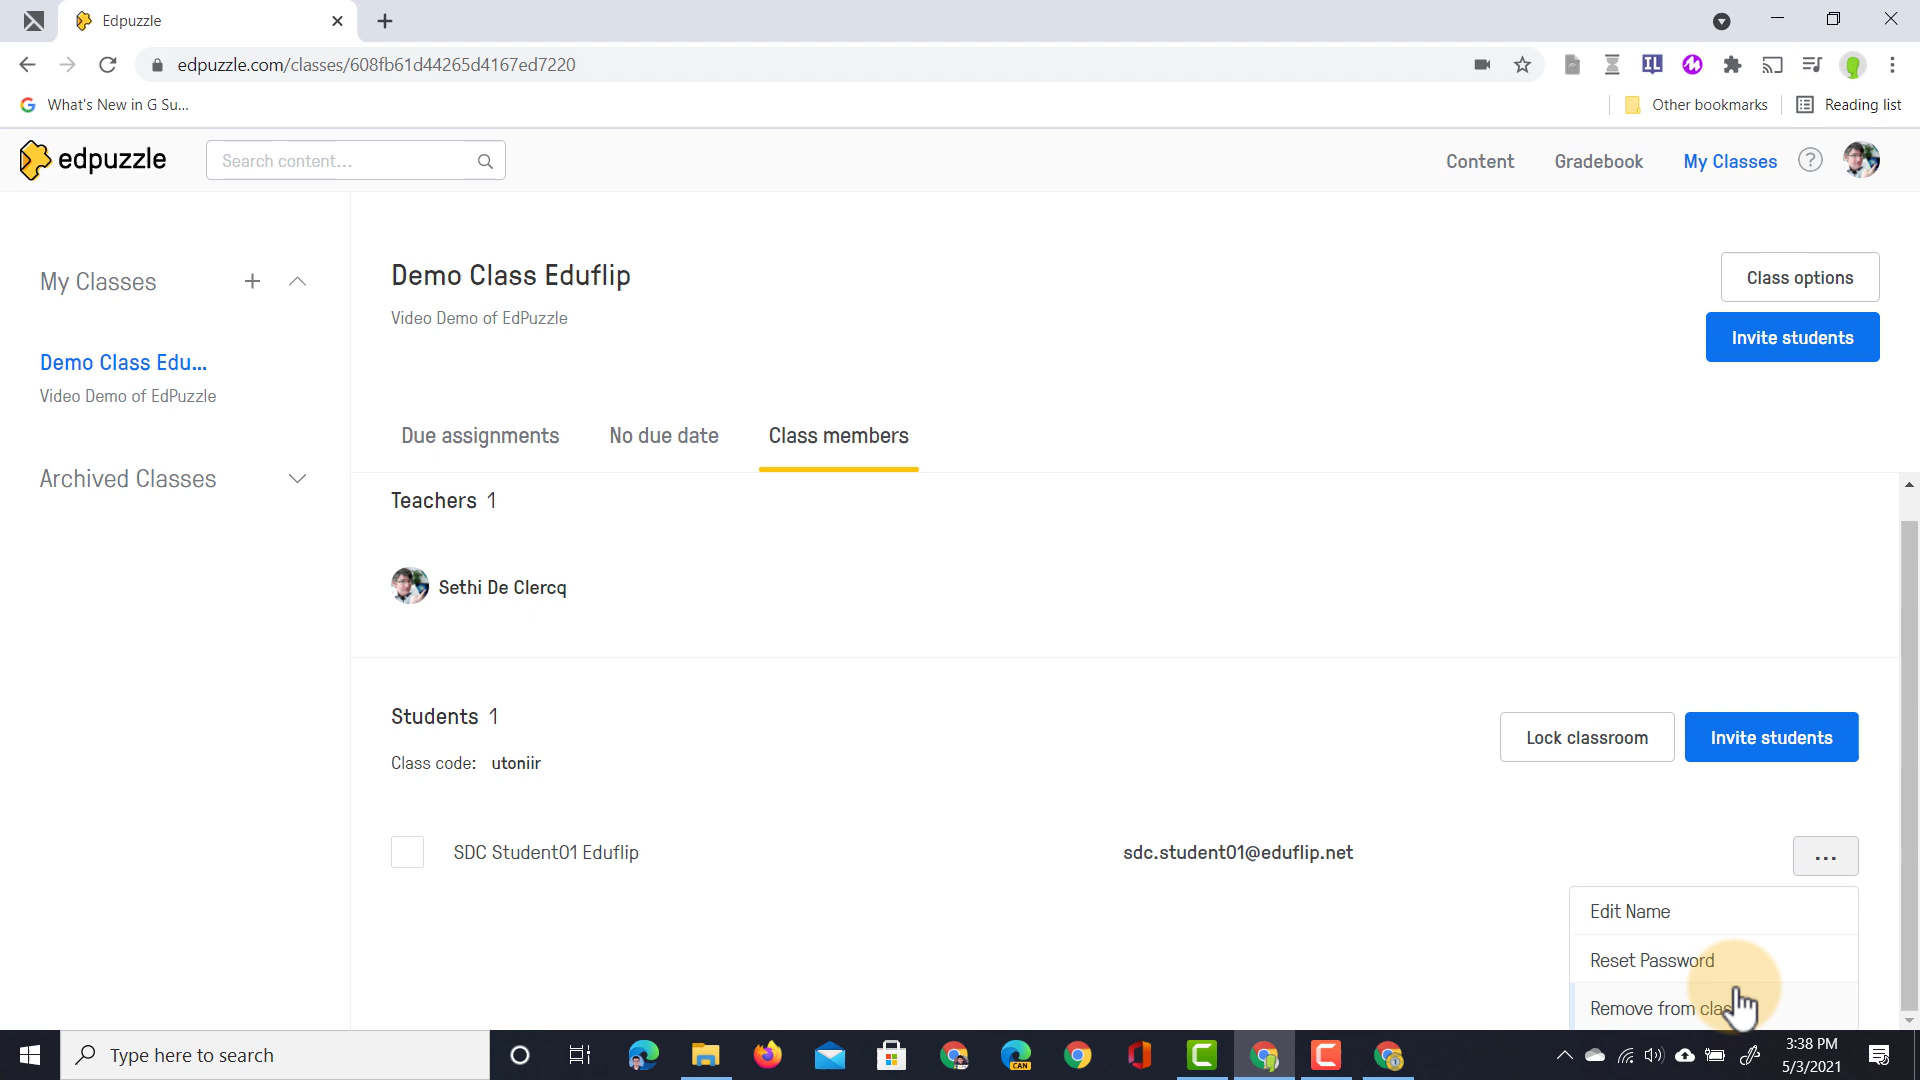 Edpuzzle
edpuzzle.com/classes/608fb61d44265d4167ed7220
IL
What's New in G Su...
Other bookmarks
Reading list
edpuzzle
Search content...
Content
Gradebook
My Classes
?
My Classes
Demo Class Eduflip
Class options
Video Demo of EdPuzzle
Invite students
Demo Class Edu...
Video Demo of EdPuzzle
Due assignments
No due date
Class members
Archived Classes
Teachers 1
Sethi De Clercq
Students 1
Lock classroom
Invite students
Class code: utoniir
SDC Student01 Eduflip
sdc.student01@eduflip.net
...
Edit Name
Reset Password
Remove from clas
Type here to search
CAN
3:38 PM
5/3/2021